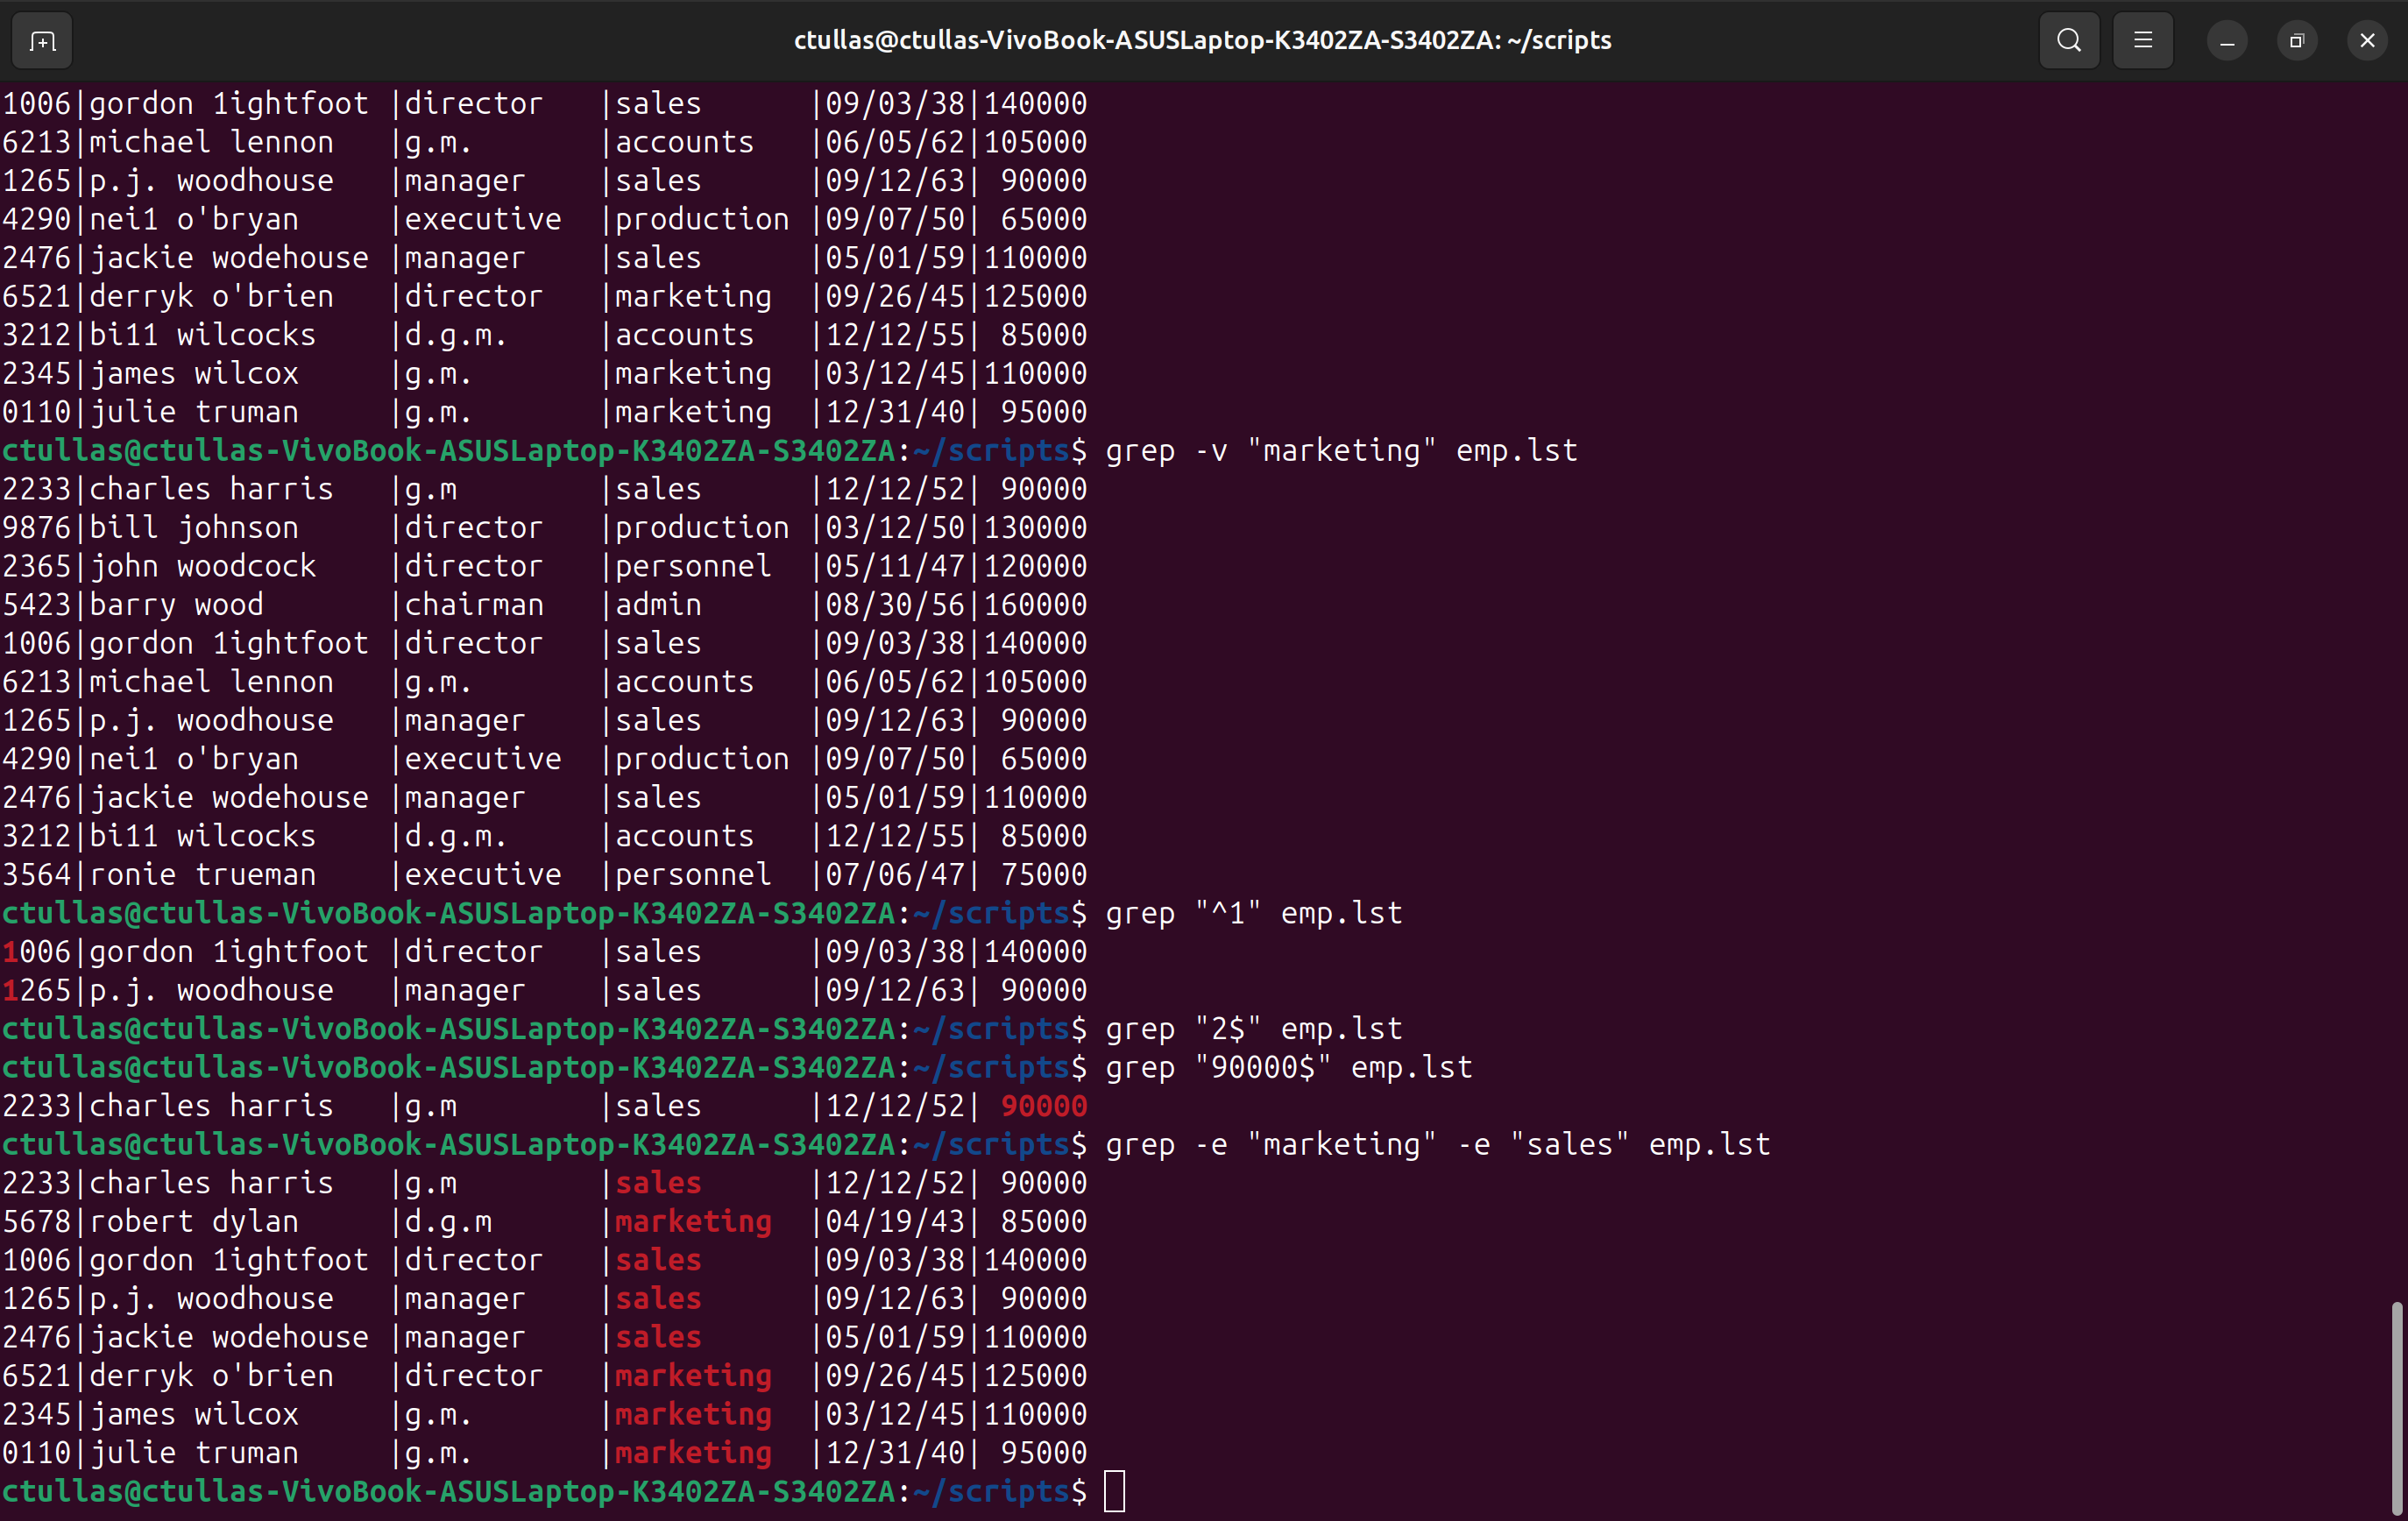 ctullas@ctullas-VivoBook-ASUSLaptop-K3402ZA-S3402ZA: ~/scripts
1006|gordon 1ightfoot |director   |sales      |09/03/38|140000
6213|michael lennon   |g.m.       |accounts   |06/05/62|105000
1265|p.j. woodhouse   |manager    |sales      |09/12/63| 90000
4290|nei1 o'bryan     |executive  |production |09/07/50| 65000
2476|jackie wodehouse |manager    |sales      |05/01/59|110000
6521|derryk o'brien   |director   |marketing  |09/26/45|125000
3212|bi11 wilcocks    |d.g.m.     |accounts   |12/12/55| 85000
2345|james wilcox     |g.m.       |marketing  |03/12/45|110000
0110|julie truman     |g.m.       |marketing  |12/31/40| 95000
ctullas@ctullas-VivoBook-ASUSLaptop-K3402ZA-S3402ZA:~/scripts$ grep -v "marketing" emp.lst
2233|charles harris   |g.m        |sales      |12/12/52| 90000
9876|bill johnson     |director   |production |03/12/50|130000
2365|john woodcock    |director   |personnel  |05/11/47|120000
5423|barry wood       |chairman   |admin      |08/30/56|160000
1006|gordon 1ightfoot |director   |sales      |09/03/38|140000
6213|michael lennon   |g.m.       |accounts   |06/05/62|105000
1265|p.j. woodhouse   |manager    |sales      |09/12/63| 90000
4290|nei1 o'bryan     |executive  |production |09/07/50| 65000
2476|jackie wodehouse |manager    |sales      |05/01/59|110000
3212|bi11 wilcocks    |d.g.m.     |accounts   |12/12/55| 85000
3564|ronie trueman    |executive  |personnel  |07/06/47| 75000
ctullas@ctullas-VivoBook-ASUSLaptop-K3402ZA-S3402ZA:~/scripts$ grep "^1" emp.lst
1006|gordon 1ightfoot |director   |sales      |09/03/38|140000
1265|p.j. woodhouse   |manager    |sales      |09/12/63| 90000
ctullas@ctullas-VivoBook-ASUSLaptop-K3402ZA-S3402ZA:~/scripts$ grep "2$" emp.lst
ctullas@ctullas-VivoBook-ASUSLaptop-K3402ZA-S3402ZA:~/scripts$ grep "90000$" emp.lst
2233|charles harris   |g.m        |sales      |12/12/52| 90000
ctullas@ctullas-VivoBook-ASUSLaptop-K3402ZA-S3402ZA:~/scripts$ grep -e "marketing" -e "sales" emp.lst
2233|charles harris   |g.m        |sales      |12/12/52| 90000
5678|robert dylan     |d.g.m      |marketing  |04/19/43| 85000
1006|gordon 1ightfoot |director   |sales      |09/03/38|140000
1265|p.j. woodhouse   |manager    |sales      |09/12/63| 90000
2476|jackie wodehouse |manager    |sales      |05/01/59|110000
6521|derryk o'brien   |director   |marketing  |09/26/45|125000
2345|james wilcox     |g.m.       |marketing  |03/12/45|110000
0110|julie truman     |g.m.       |marketing  |12/31/40| 95000
ctullas@ctullas-VivoBook-ASUSLaptop-K3402ZA-S3402ZA:~/scripts$